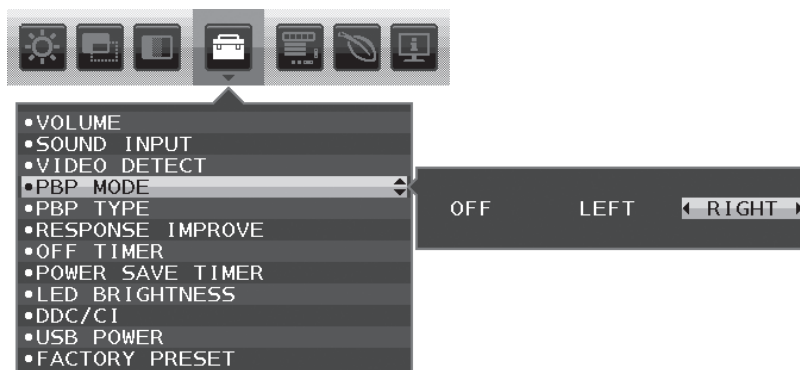 •VOLUME
•SOUND INPUT
•VIDEO DETECT
•PBP MODE
OFF LEFT RIGHT
•PBP TYPE
•RESPONSE IMPROVE
•OFF TIMER
•POWER SAVE TIMER
•LED BRIGHTNESS
•DDC/CI
•USB POWER
•FACTORY PRESET